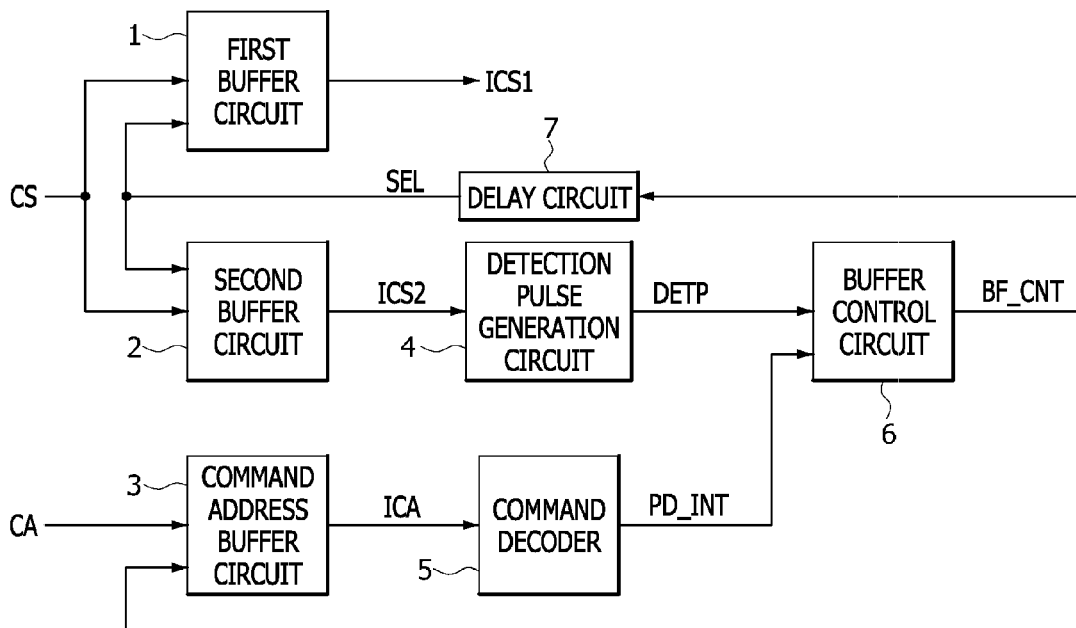 1
FIRST
BUFFER
CIRCUIT
ICS1
CS
SEL
7
DELAY CIRCUIT
2
SECOND
BUFFER
CIRCUIT
ICS2
4
DETECTION
PULSE
GENERATION
CIRCUIT
DETP
BUFFER
CONTROL
CIRCUIT
6
BF_CNT
3
CA
COMMAND
ADDRESS
BUFFER
CIRCUIT
ICA
5
COMMAND
DECODER
PD_INT